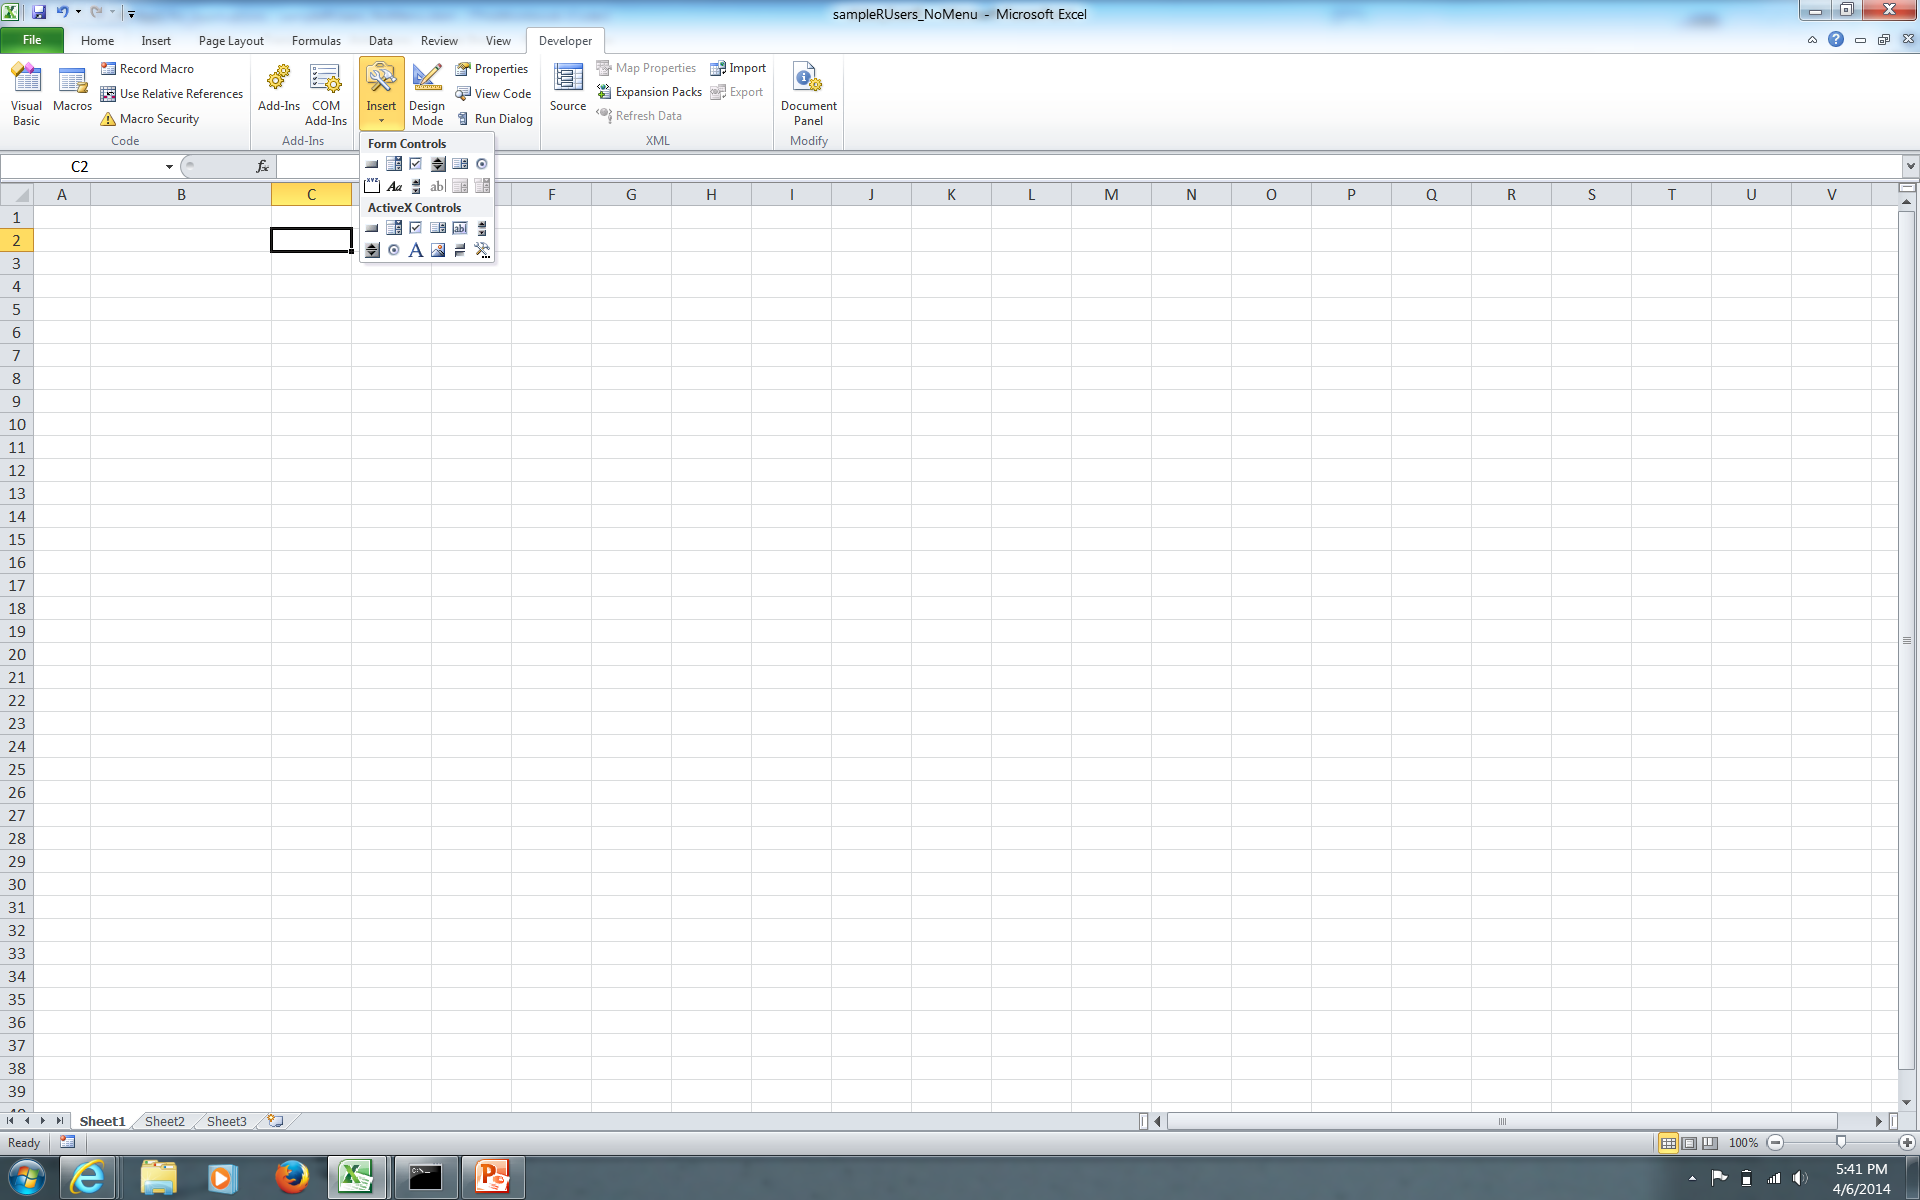 sampleRUsers_NoMenu - Microsoft Excel
File Home Insert Page Layout Formulas Data Review View Developer
Visual Basic
Macros
Record Macro
Use Relative References
Macro Security
Code
Add-Ins
COM Add-Ins
Add-Ins
Insert
Design Mode
Properties
View Code
Run Dialog
Source
Map Properties
Expansion Packs
Refresh Data
Import
Export
XML
Document Panel
Modify
Form Controls
Aa ab|
ActiveX Controls
abl
A
C2 fx
A B C F G H I J K L M N O P Q R S T U V
1
2
3
4
5
6
7
8
9
10
11
12
13
14
15
16
17
18
19
20
21
22
23
24
25
26
27
28
29
30
31
32
33
34
35
36
37
38
39
Sheet1 Sheet2 Sheet3
Ready 100%
5:41 PM
4/6/2014